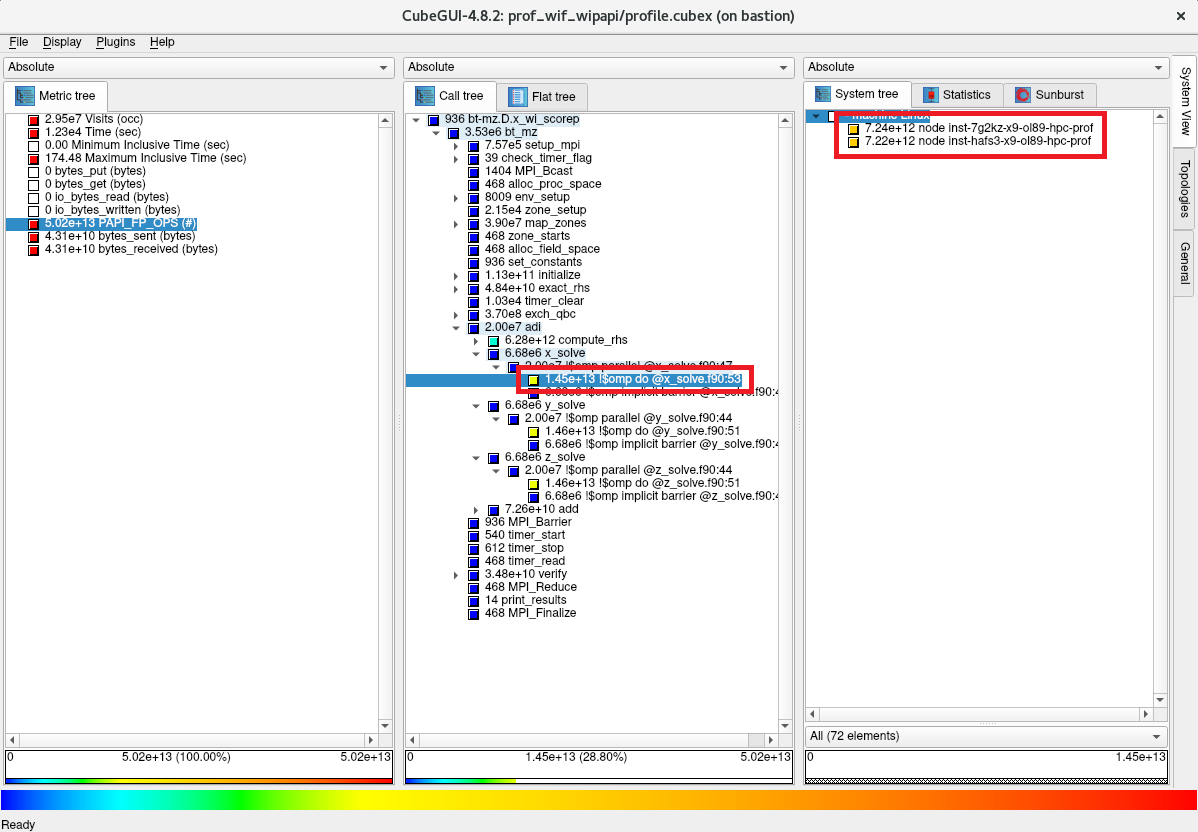 CubeGUI-4.8.2: prof_wif_wipapi/profile.cubex (on bastion)
File Display Plugins Help
Absolute
Metric tree
2.95e7 Visits (occ)
1.23e4 Time (sec)
0.00 Minimum Inclusive Time (sec)
174.48 Maximum Inclusive Time (sec)
0 bytes_put (bytes)
0 bytes_get (bytes)
0 io_bytes_read (bytes)
0 io_bytes_written (bytes)
5.02e+13 PAPI_FP_OPS (#)
4.31e+10 bytes_sent (bytes)
4.31e+10 bytes_received (bytes)
0 5.02e+13 (100.00%) 5.02e+13
Absolute
Call tree Flat tree
936 bt-mz.D.x_wi_scorep
3.53e6 bt_mz
7.57e5 setup_mpi
39 check_timer_flag
1404 MPI_Bcast
468 alloc_proc_space
8009 env_setup
2.15e4 zone_setup
3.90e7 map_zones
468 zone_starts
468 alloc_field_space
936 set_constants
1.13e+11 initialize
4.84e+10 exact_rhs
1.03e4 timer_clear
3.70e8 exch_qbc
2.00e7 adi
6.28e+12 compute_rhs
6.68e6 x_solve
2.00e7 !$omp parallel @x_solve.f90:47
1.45e+13 !$omp do @x_solve.f90:53
6.68e6 !$omp implicit barrier @x_solve.f90:4
6.68e6 y_solve
2.00e7 !$omp parallel @y_solve.f90:44
1.46e+13 !$omp do @y_solve.f90:51
6.68e6 !$omp implicit barrier @y_solve.f90:4
6.68e6 z_solve
2.00e7 !$omp parallel @z_solve.f90:44
1.46e+13 !$omp do @z_solve.f90:51
6.68e6 !$omp implicit barrier @z_solve.f90:4
7.26e+10 add
936 MPI_Barrier
540 timer_start
612 timer_stop
468 timer_read
3.48e+10 verify
468 MPI_Reduce
14 print_results
468 MPI_Finalize
0 1.45e+13 (28.80%) 5.02e+13
Absolute
System tree Statistics Sunburst
machine Linux
7.24e+12 node inst-7g2kz-x9-ol89-hpc-prof
7.22e+12 node inst-hafs3-x9-ol89-hpc-prof
All (72 elements)
0 1.45e+13
System View
Topologies
General
Ready